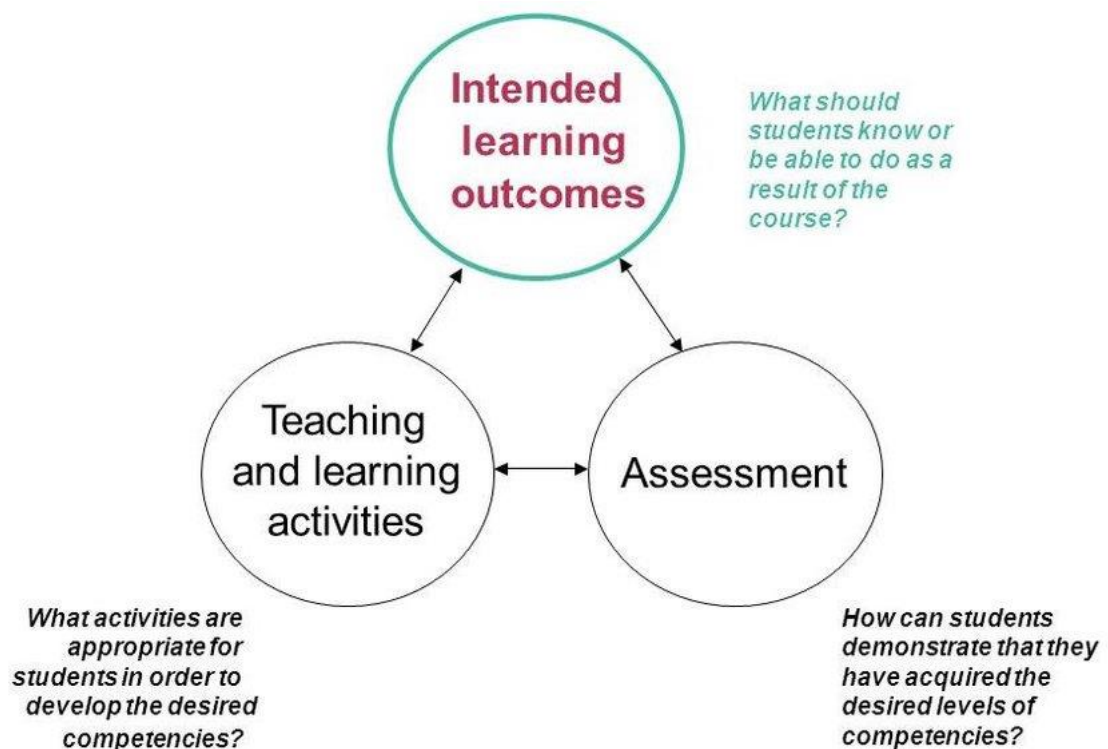 Intended
learning
outcomes
What should
students know or
be able to do as a
result of the
course?
Teaching
and learning
activities
Assessment
What activities are
appropriate for
students in order to
develop the desired
competencies?
How can students
demonstrate that they
have acquired the
desired levels of
competencies?